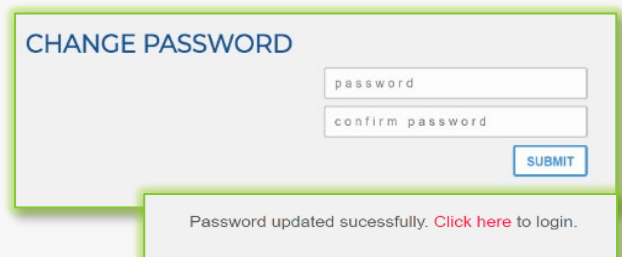 CHANGE PASSWORD
password
confirm password
SUBMIT
Password updated sucessfully. Click here to login.